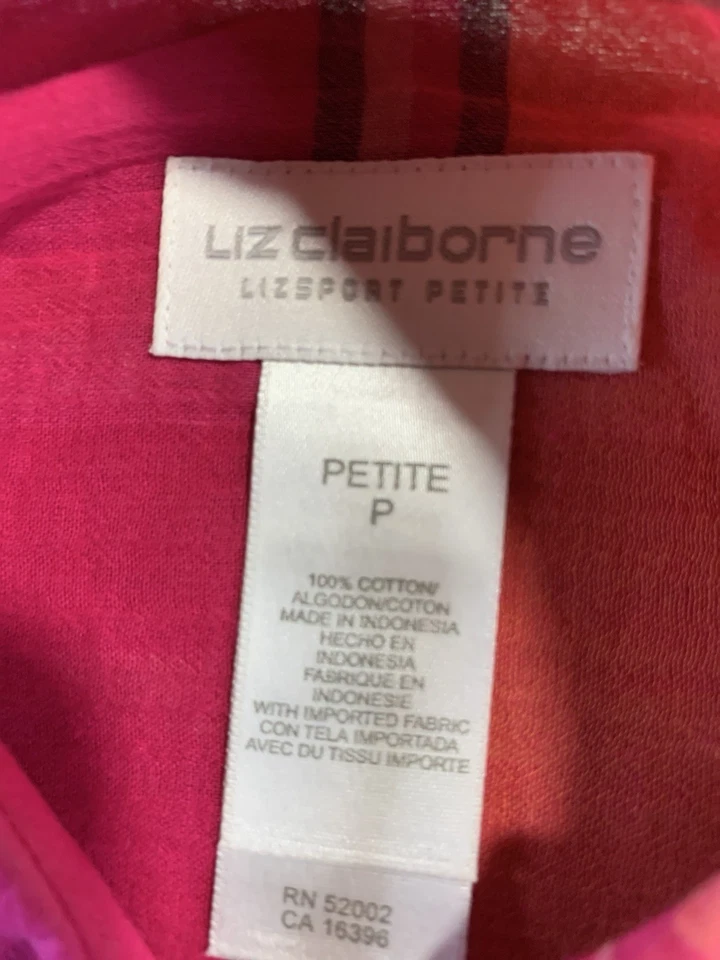 Liz claiborne
LIZSPORT PETITE
PETITE
P
100% COTTON/
ALGODON/COTON
MADE IN INDONESIA
HECHO EN
INDONESIA
FABRIQUE EN
INDONESIE
WITH IMPORTED FABRIC
CON TELA IMPORTADA
AVEC DU TISSU IMPORTE
RN 52002
CA 16396